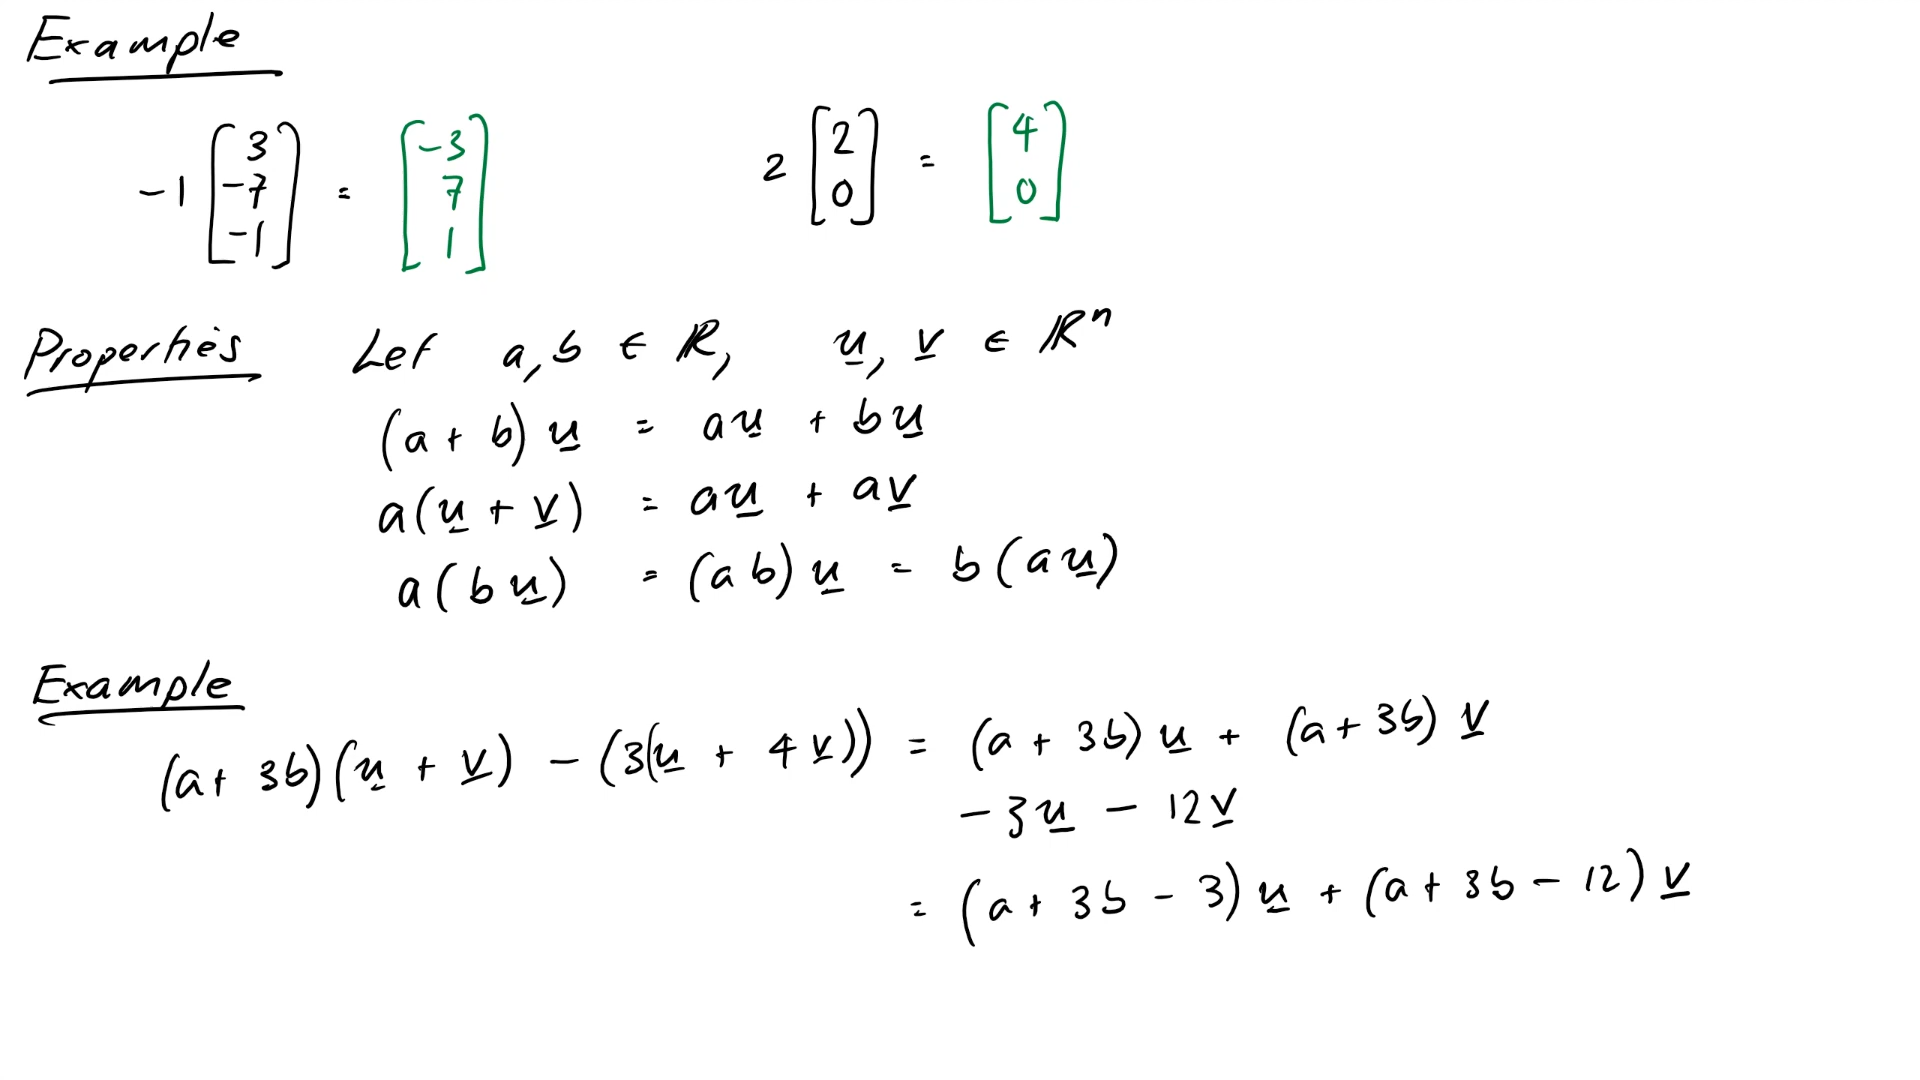 Example
-1 [3 -7 -1] = [-3 7 1]    2 [2 0] = [4 0]
Properties    Let a, b ∈ ℝ,    u̲, v̲ ∈ ℝⁿ
(a + b) u̲ = au̲ + bu̲
a(u̲ + v̲) = au̲ + av̲
a(bu̲) = (ab)u̲ = b(au̲)
Example
(a + 3b)(u̲ + v̲) - (3(u̲ + 4v̲)) = (a + 3b)u̲ + (a + 3b)v̲
- 3u̲ - 12v̲
= (a + 3b - 3)u̲ + (a + 3b - 12)v̲